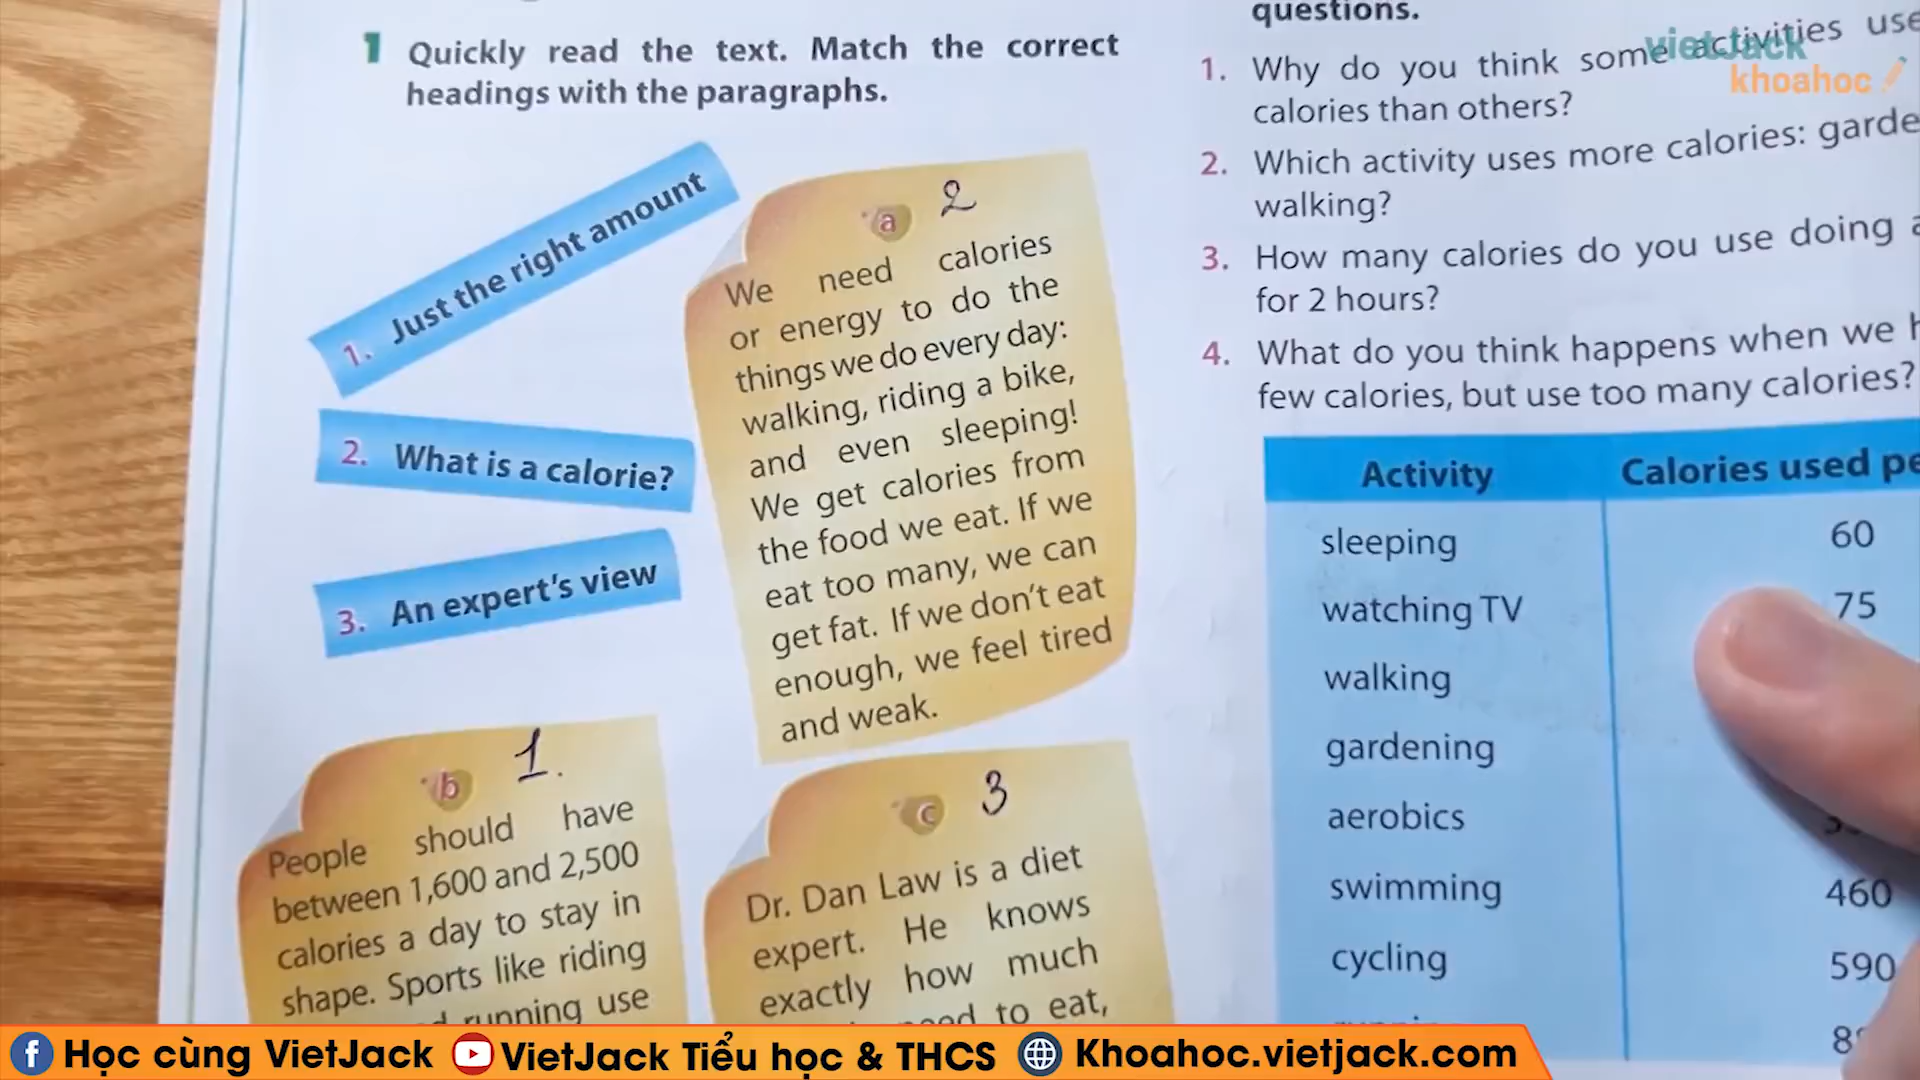 1 Quickly read the text. Match the correct
headings with the paragraphs.
1. Just the right amount
2. What is a calorie?
3. An expert's view
a 2
We need calories
or energy to do the
things we do every day:
walking, riding a bike,
and even sleeping!
We get calories from
the food we eat. If we
eat too many, we can
get fat. If we don't eat
enough, we feel tired
and weak.
b 1.
People should have
between 1,600 and 2,500
calories a day to stay in
shape. Sports like riding
running use
c 3
Dr. Dan Law is a diet
expert. He knows
exactly how much
to eat,
questions.
1. Why do you think some activities use
calories than others?
2. Which activity uses more calories:
walking?
3. How many calories do you use doing
for 2 hours?
4. What do you think happens when we
few calories, but use too many calories?
Activity Calories used
sleeping 60
watching TV 75
walking
gardening
aerobics
swimming 460
cycling 590
vietJack
khoahoc
Học cùng VietJack VietJack Tiểu học & THCS Khoahoc.vietjack.com